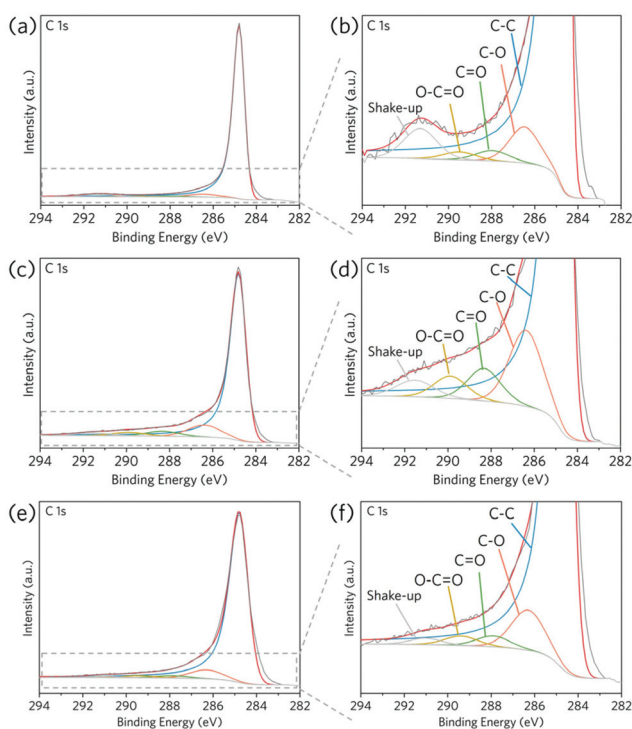 (a)
C 1s
Intensity (a.u.)
294 292 290 288 286 284 282
Binding Energy (eV)
(b)
C 1s
C-C
C-O
C=O
O-C=O
Shake-up
Intensity (a.u.)
294 292 290 288 286 284 282
Binding Energy (eV)
(c)
C 1s
Intensity (a.u.)
294 292 290 288 286 284 282
Binding Energy (eV)
(d)
C 1s
C-C
C-O
C=O
O-C=O
Shake-up
Intensity (a.u.)
294 292 290 288 286 284 282
Binding Energy (eV)
(e)
C 1s
Intensity (a.u.)
294 292 290 288 286 284 282
Binding Energy (eV)
(f)
C 1s
C-C
C-O
C=O
O-C=O
Shake-up
Intensity (a.u.)
294 292 290 288 286 284 282
Binding Energy (eV)